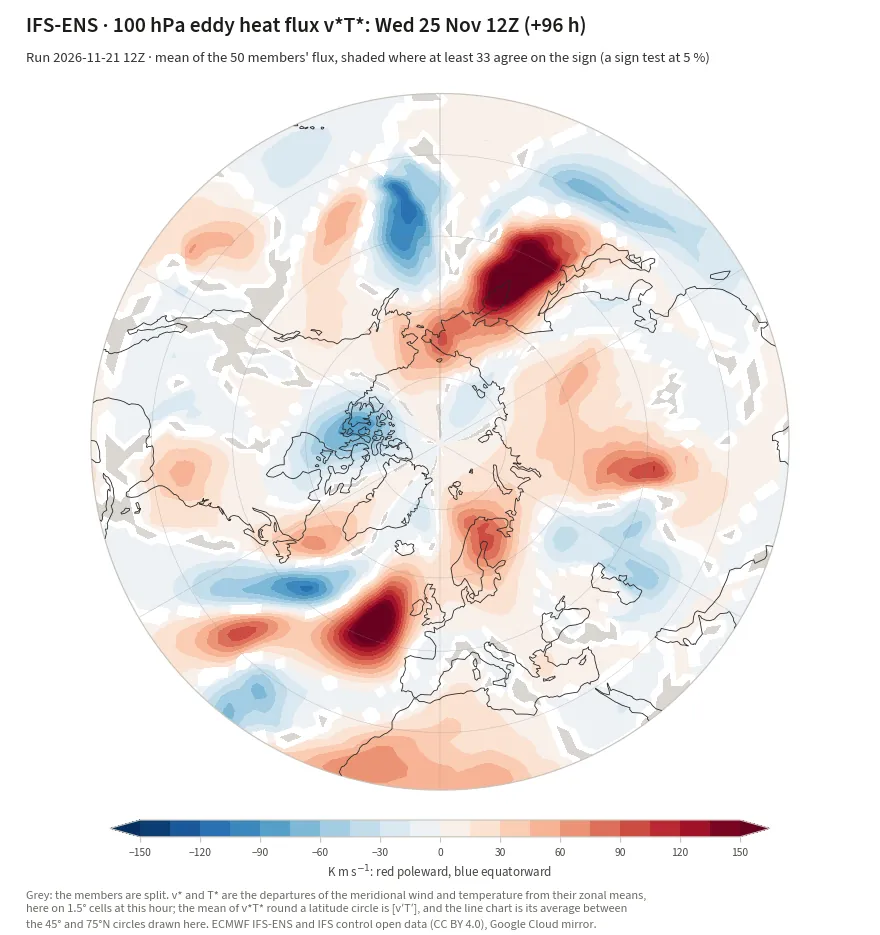 IFS-ENS · 100 hPa eddy heat flux v*T*: Wed 25 Nov 12Z (+96 h)
Run 2026-11-21 12Z · mean of the 50 members' flux, shaded where at least 33 agree on the sign (a sign test at 5 %)
−150 −120 −90 −60 −30 0 30 60 90 120 150
K m s⁻¹: red poleward, blue equatorward
Grey: the members are split. v* and T* are the departures of the meridional wind and temperature from their zonal means,
here on 1.5° cells at this hour; the mean of v*T* round a latitude circle is [v'T'], and the line chart is its average between
the 45° and 75°N circles drawn here. ECMWF IFS-ENS and IFS control open data (CC BY 4.0), Google Cloud mirror.